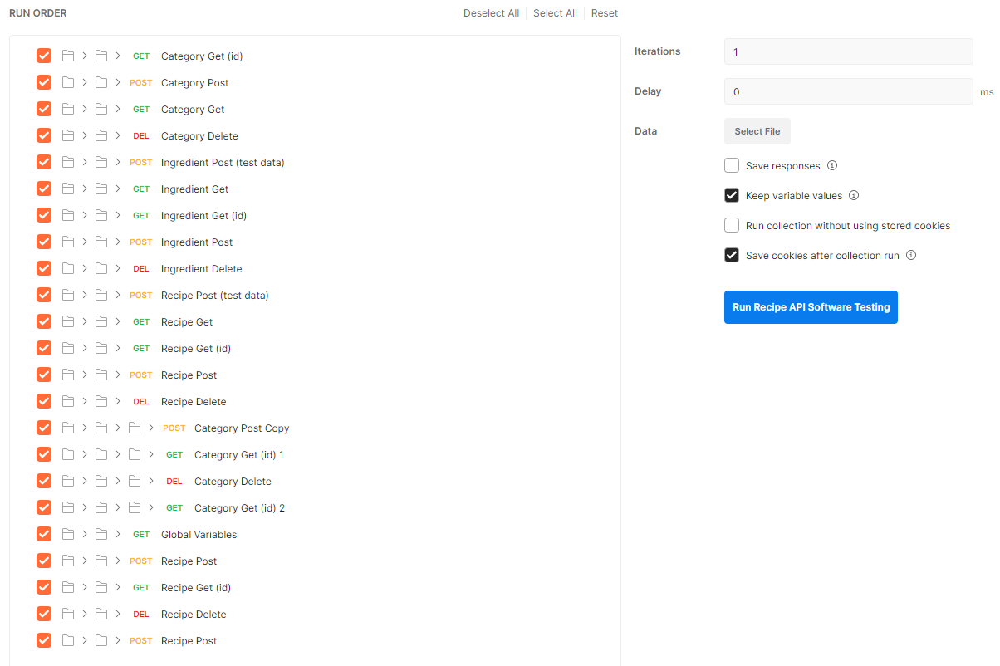 RUN ORDER
Deselect All
Select All
Reset
GET Category Get (id)
POST Category Post
GET Category Get
DEL Category Delete
POST Ingredient Post (test data)
GET Ingredient Get
GET Ingredient Get (id)
POST Ingredient Post
DEL Ingredient Delete
POST Recipe Post (test data)
GET Recipe Get
GET Recipe Get (id)
POST Recipe Post
DEL Recipe Delete
POST Category Post Copy
GET Category Get (id) 1
DEL Category Delete
GET Category Get (id) 2
GET Global Variables
POST Recipe Post
GET Recipe Get (id)
DEL Recipe Delete
POST Recipe Post
Iterations 1
Delay 0 ms
Data Select File
Save responses
Keep variable values
Run collection without using stored cookies
Save cookies after collection run
Run Recipe API Software Testing